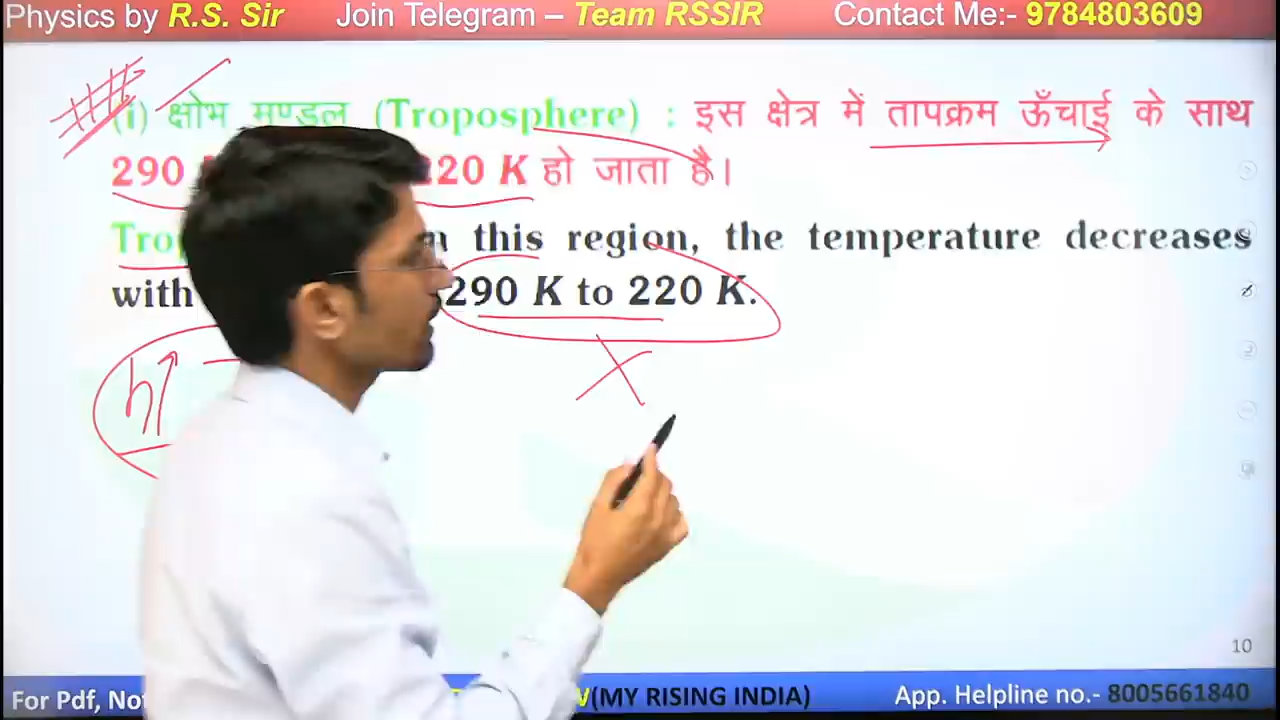 Physics by R.S. Sir Join Telegram – Team RSSIR Contact Me:- 9784803609
(i) क्षोभ मण्डल (Troposphere) : इस क्षेत्र में तापक्रम ऊँचाई के साथ
290 220 K हो जाता है।
this region, the temperature decreases
with 290 K to 220 K.
h↑
X
10
For Pdf, (MY RISING INDIA) App. Helpline no.- 8005661840